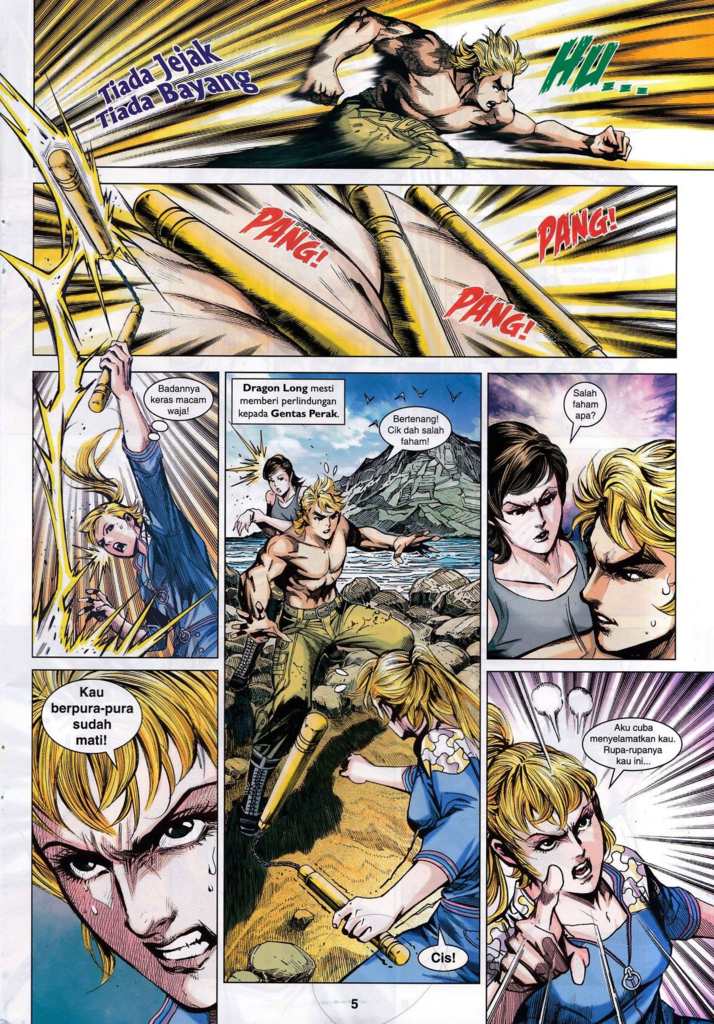 Tiada Jejak
Tiada Bayang
HU...
PANG!
PANG!
PANG!
Badannya
keras macam
waja!
Dragon Long mesti
memberi perlindungan
kepada Gentas Perak.
Bertenang!
Cik dah salah
faham!
Salah
faham
apa?
Kau
berpura-pura
sudah
mati!
Cis!
Aku cuba
menyelamatkan kau.
Rupa-rupanya
kau ini...
5